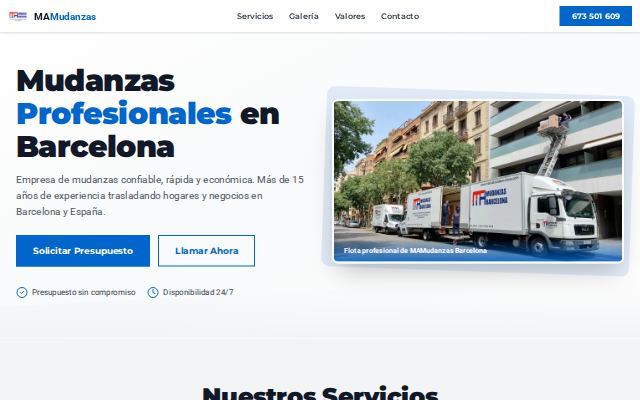 MAMudanzas
Servicios
Galería
Valores
Contacto
673 501 609
Mudanzas
Profesionales en
Barcelona
Empresa de mudanzas confiable, rápida y económica. Más de 15
años de experiencia trasladando hogares y negocios en
Barcelona y España.
Solicitar Presupuesto
Llamar Ahora
Presupuesto sin compromiso
Disponibilidad 24/7
MUDANZAS
BARCELONA
MUDANZAS
BARCELONA
Flota profesional de MAMudanzas Barcelona
Nuestros Servicios